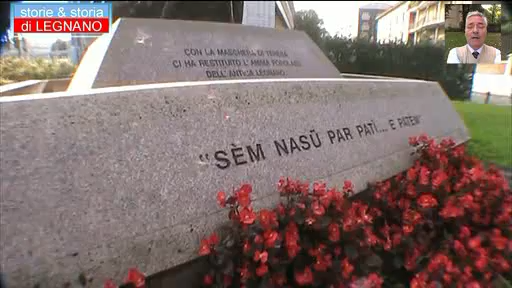 storie & storia
di LEGNANO
CON LA MASCHERA DI TERESA
CI HA RESTITUITO L'ANIMA POPOLARE
DELL'ANTICA LEGNANO
"SÈM NASÜ PAR PATÌ... E PATEM"